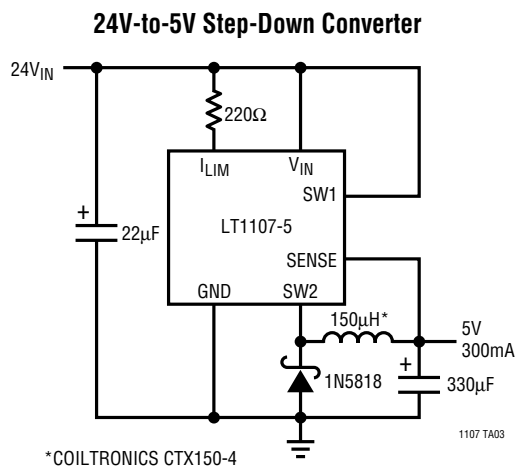 24V-to-5V Step-Down Converter
24VIN
220Ω
ILIM
VIN
SW1
+
22µF
LT1107-5
SENSE
GND
SW2
150µH*
5V
300mA
+
1N5818
330µF
1107 TA03
*COILTRONICS CTX150-4